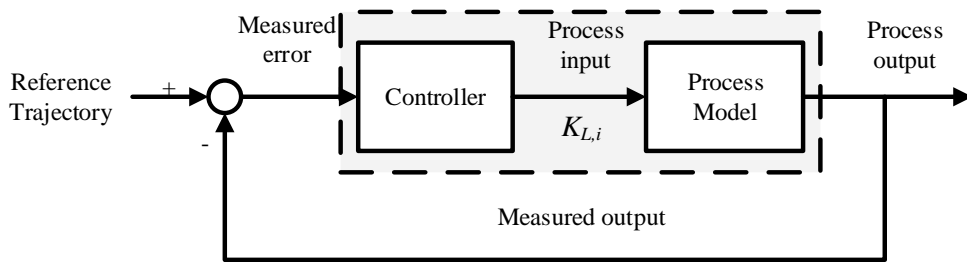 Reference
Trajectory
+
-
Measured
error
Controller
Process
input
K_{L,i}
Process
Model
Process
output
Measured output